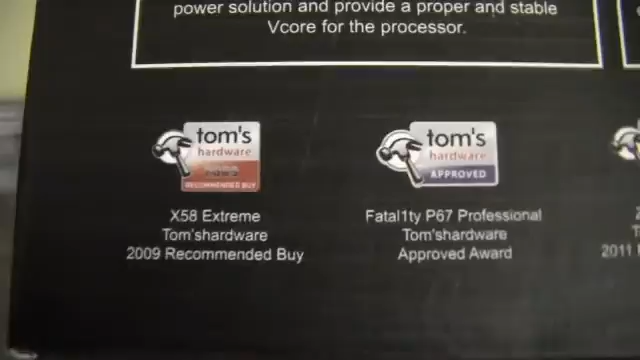 power solution and provide a proper and stable
Vcore for the processor.
tom's
hardware
RECOMMENDED BUY
X58 Extreme
Tom'shardware
2009 Recommended Buy
tom's
hardware
APPROVED
Fatal1ty P67 Professional
Tom'shardware
Approved Award
2011